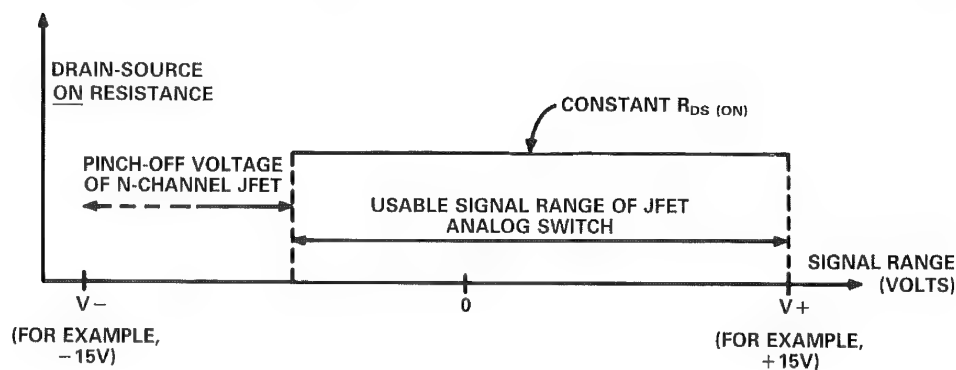 DRAIN-SOURCE
ON RESISTANCE
CONSTANT RDS (ON)
PINCH-OFF VOLTAGE
OF N-CHANNEL JFET
USABLE SIGNAL RANGE OF JFET
ANALOG SWITCH
SIGNAL RANGE
(VOLTS)
V−
0
V+
(FOR EXAMPLE,
−15V)
(FOR EXAMPLE,
+15V)